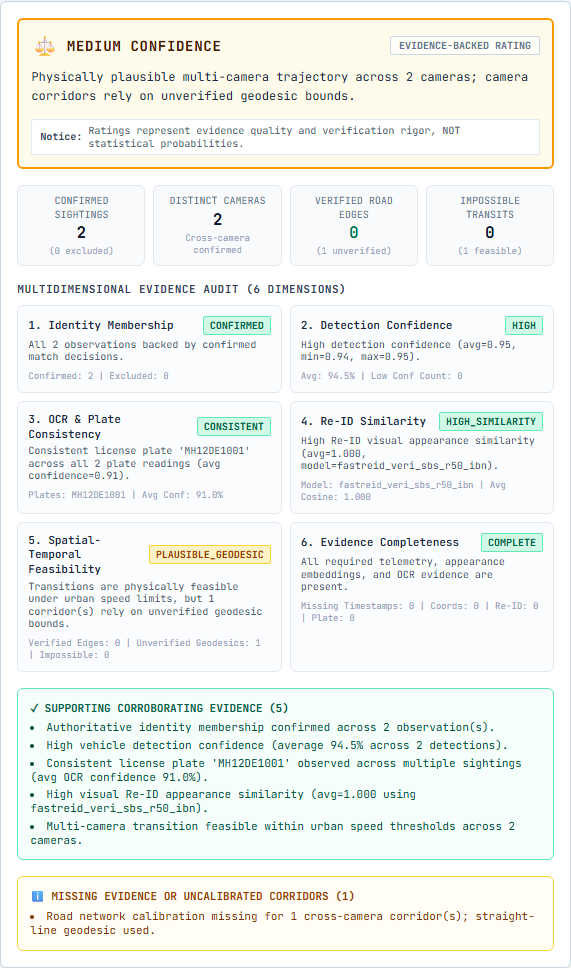 MEDIUM CONFIDENCE
EVIDENCE-BACKED RATING
Physically plausible multi-camera trajectory across 2 cameras; camera
corridors rely on unverified geodesic bounds.
Notice: Ratings represent evidence quality and verification rigor, NOT
statistical probabilities.
CONFIRMED
SIGHTINGS
2
(0 excluded)
DISTINCT CAMERAS
2
Cross-camera
confirmed
VERIFIED ROAD
EDGES
0
(1 unverified)
IMPOSSIBLE
TRANSITS
0
(1 feasible)
MULTIDIMENSIONAL EVIDENCE AUDIT (6 DIMENSIONS)
1. Identity Membership
CONFIRMED
All 2 observations backed by confirmed
match decisions.
Confirmed: 2 | Excluded: 0
2. Detection Confidence
HIGH
High detection confidence (avg=0.95,
min=0.94, max=0.95).
Avg: 94.5% | Low Conf Count: 0
3. OCR & Plate
Consistency
CONSISTENT
Consistent license plate 'MH12DE1001'
across all 2 plate readings (avg
confidence=0.91).
Plates: MH12DE1001 | Avg Conf: 91.0%
4. Re-ID Similarity
HIGH_SIMILARITY
High Re-ID visual appearance similarity
(avg=1.000,
model=fastreid_veri_sbs_r50_ibn).
Model: fastreid_veri_sbs_r50_ibn | Avg
Cosine: 1.000
5. Spatial-
Temporal
Feasibility
PLAUSIBLE_GEODESIC
Transitions are physically feasible
under urban speed limits, but 1
corridor(s) rely on unverified geodesic
bounds.
Verified Edges: 0 | Unverified Geodesics: 1
| Impossible: 0
6. Evidence Completeness
COMPLETE
All required telemetry, appearance
embeddings, and OCR evidence are
present.
Missing Timestamps: 0 | Coords: 0 | Re-ID: 0
| Plate: 0
✓ SUPPORTING CORROBORATING EVIDENCE (5)
• Authoritative identity membership confirmed across 2 observation(s).
• High vehicle detection confidence (average 94.5% across 2 detections).
• Consistent license plate 'MH12DE1001' observed across multiple sightings
(avg OCR confidence 91.0%).
• High visual Re-ID appearance similarity (avg=1.000 using
fastreid_veri_sbs_r50_ibn).
• Multi-camera transition feasible within urban speed thresholds across 2
cameras.
ℹ MISSING EVIDENCE OR UNCALIBRATED CORRIDORS (1)
• Road network calibration missing for 1 cross-camera corridor(s); straight-
line geodesic used.